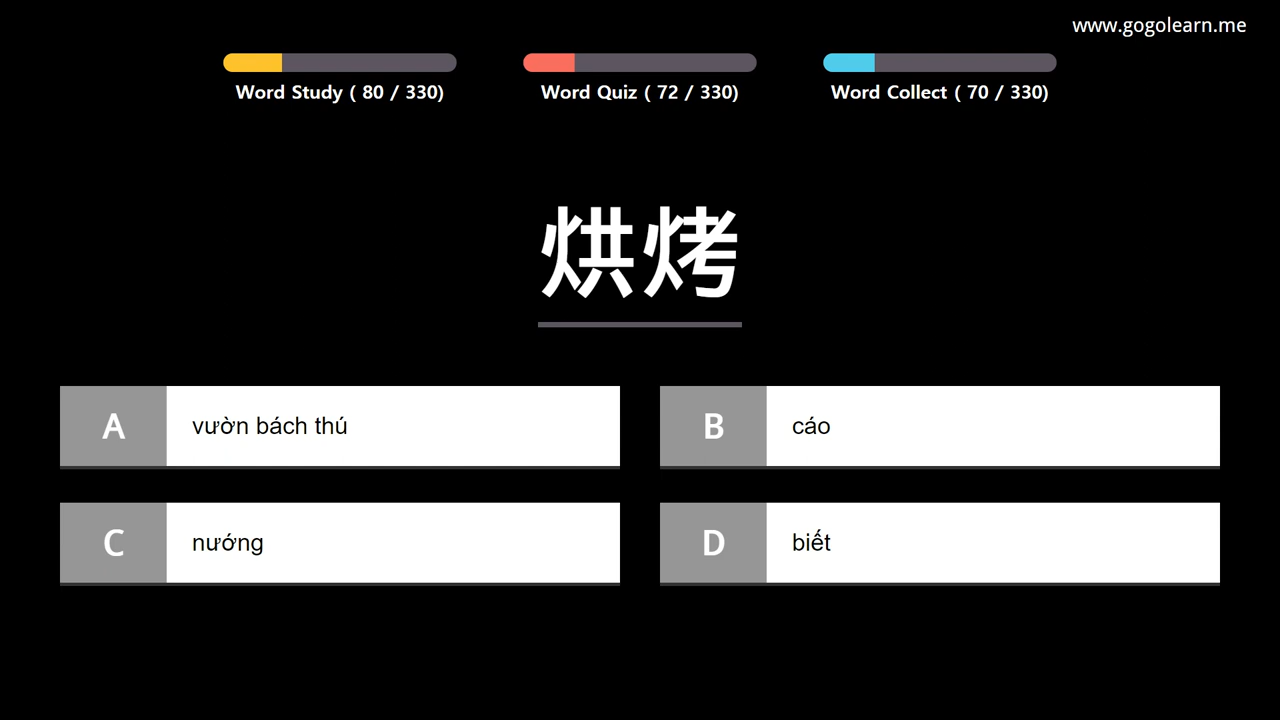 www.gogolearn.me
Word Study ( 80 / 330)
Word Quiz ( 72 / 330)
Word Collect ( 70 / 330)
烘烤
A vườn bách thú
B cáo
C nướng
D biết